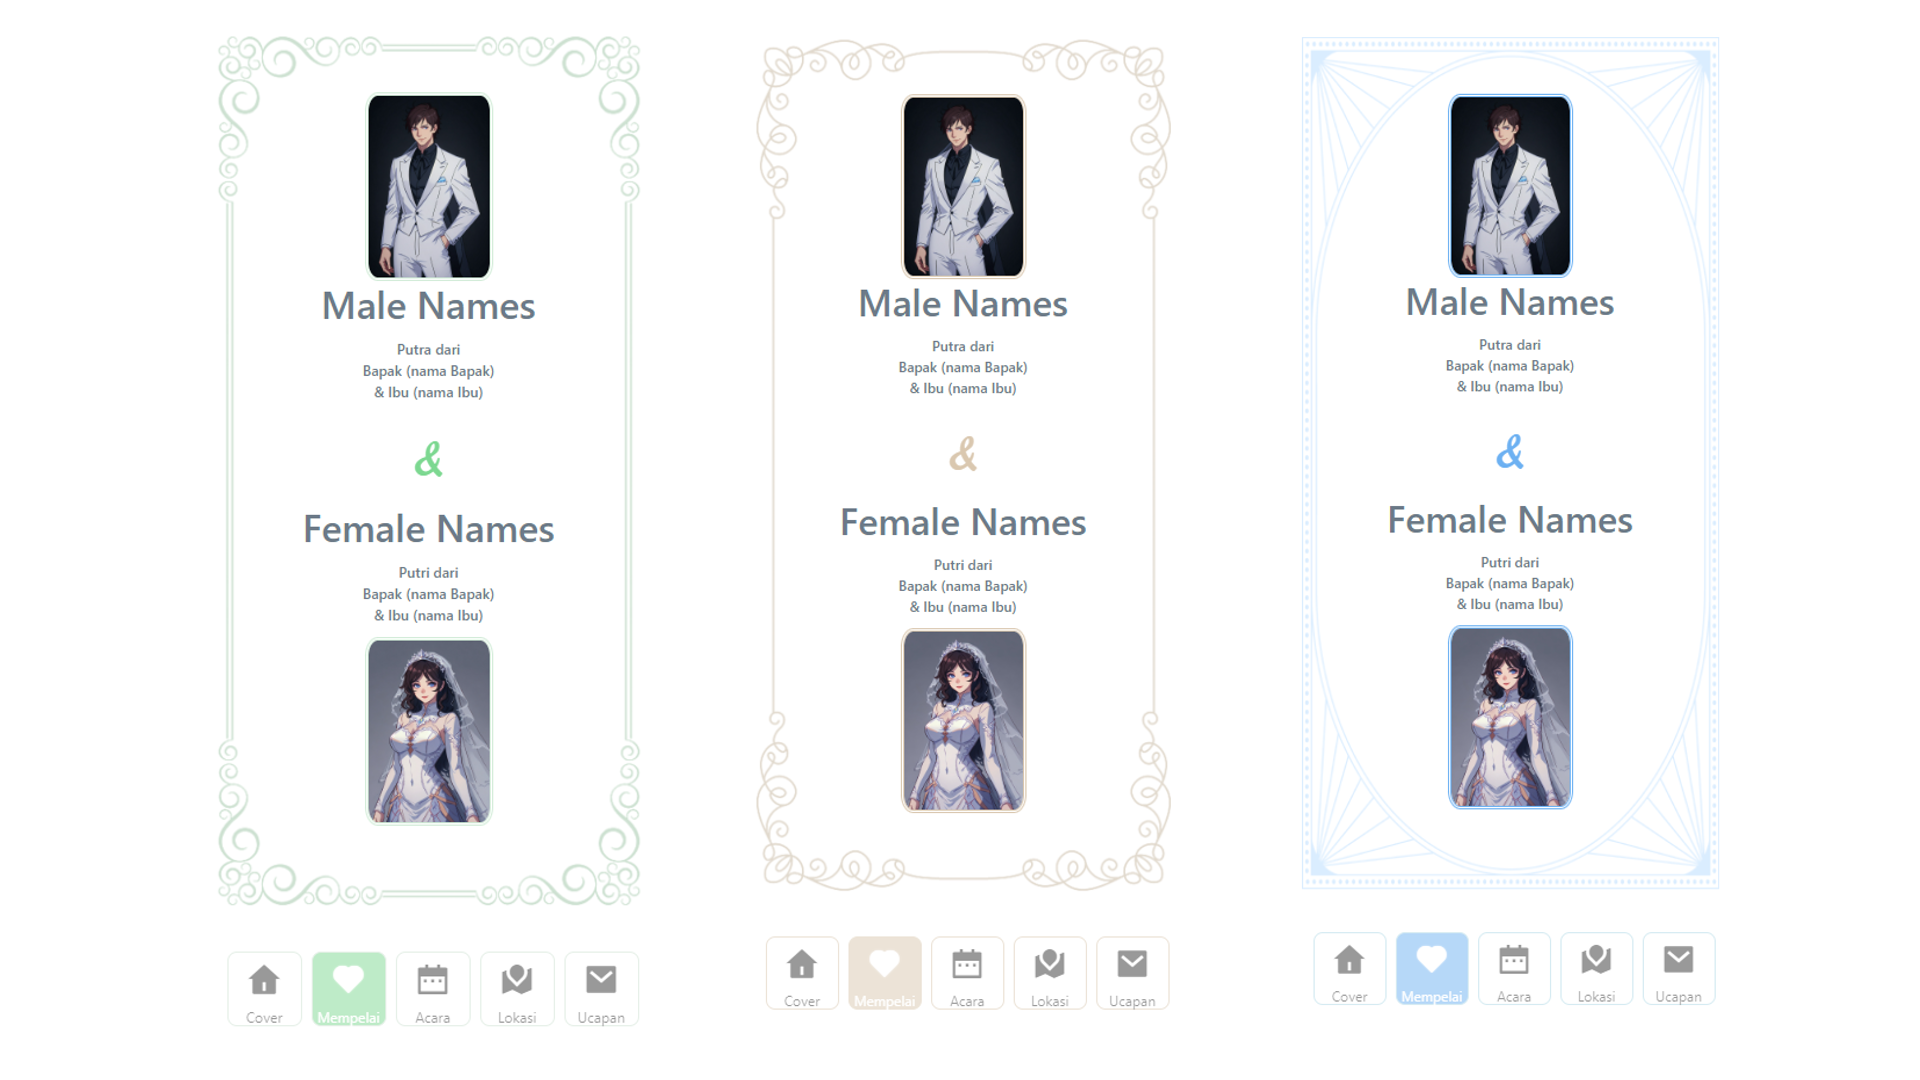 Male Names
Putra dari
Bapak (nama Bapak)
& Ibu (nama Ibu)
&
Female Names
Putri dari
Bapak (nama Bapak)
& Ibu (nama Ibu)
Cover
Mempelai
Acara
Lokasi
Ucapan
Male Names
Putra dari
Bapak (nama Bapak)
& Ibu (nama Ibu)
&
Female Names
Putri dari
Bapak (nama Bapak)
& Ibu (nama Ibu)
Cover
Mempelai
Acara
Lokasi
Ucapan
Male Names
Putra dari
Bapak (nama Bapak)
& Ibu (nama Ibu)
&
Female Names
Putri dari
Bapak (nama Bapak)
& Ibu (nama Ibu)
Cover
Mempelai
Acara
Lokasi
Ucapan